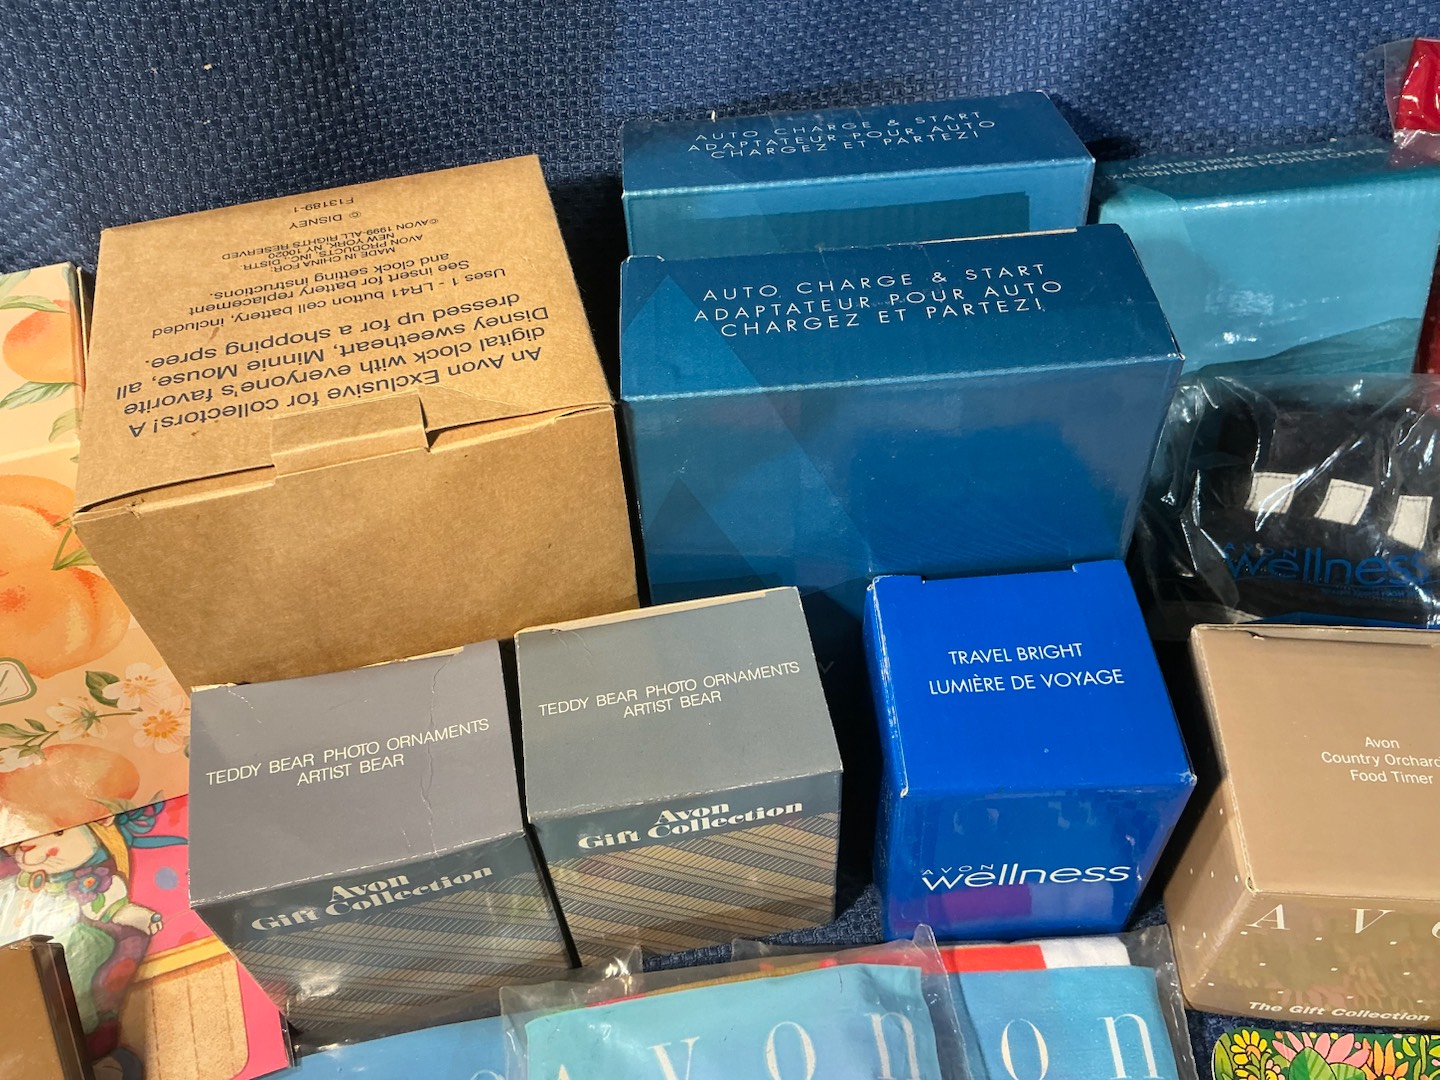 AUTO CHARGE & START
ADAPTATEUR POUR AUTO
CHARGEZ ET PARTEZ!
AUTO CHARGE & START
ADAPTATEUR POUR AUTO
CHARGEZ ET PARTEZ!
An Avon Exclusive for collectors! A
digital clock with everyone's favorite
Disney sweetheart, Minnie Mouse, all
dressed up for a shopping spree.
Uses 1 - LR41 button cell battery, included
See insert for battery replacement
and clock setting instructions.
MADE IN CHINA FOR:
AVON PRODUCTS, INC., DISTR.
NEW YORK, NY 10020
©AVON 1999-ALL RIGHTS RESERVED
© DISNEY
F13189-1
AVON
wellness
TEDDY BEAR PHOTO ORNAMENTS
ARTIST BEAR
Avon
Gift Collection
TEDDY BEAR PHOTO ORNAMENTS
ARTIST BEAR
Avon
Gift Collection
TRAVEL BRIGHT
LUMIÈRE DE VOYAGE
AVON
wellness
Avon
Country Orchard
Food Timer
A V O
The Gift Collection
Avon
on